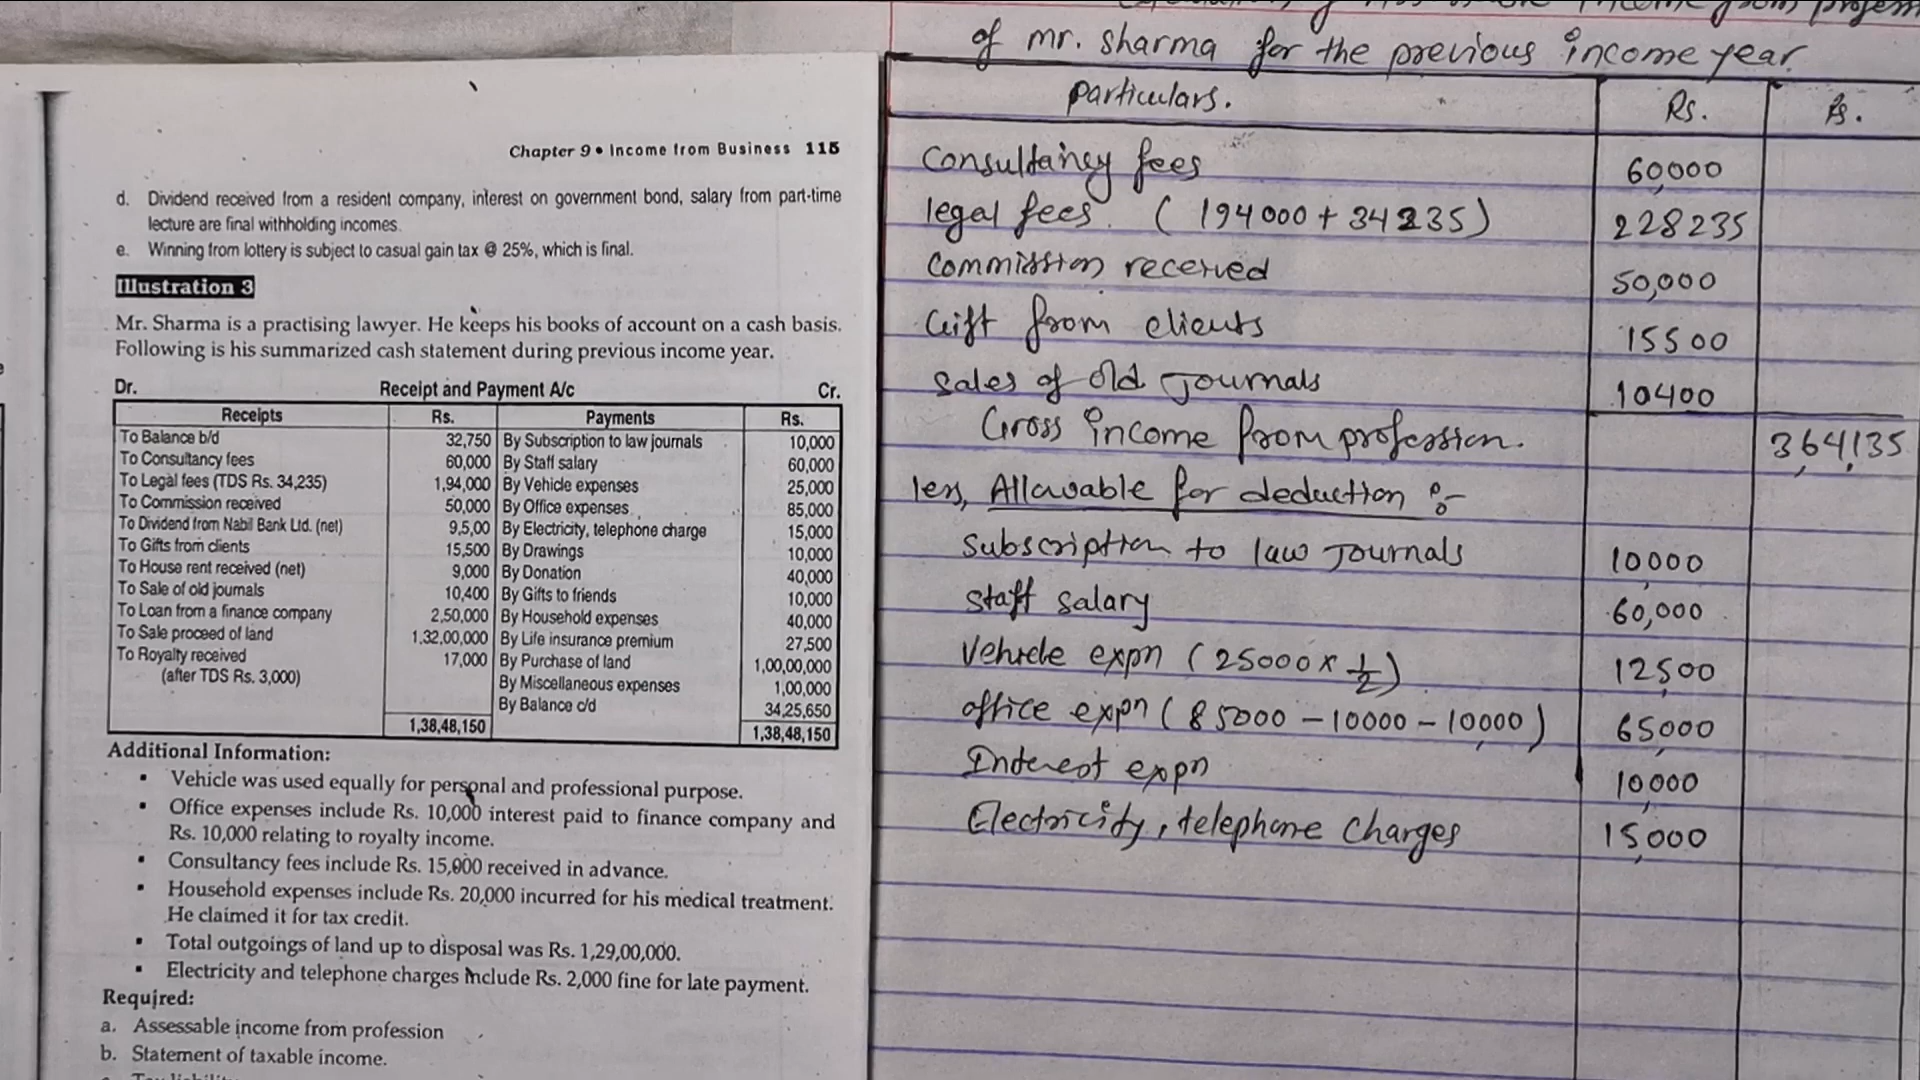 Chapter 9 • Income from Business 115
d. Dividend received from a resident company, interest on government bond, salary from part-time
lecture are final withholding incomes.
e. Winning from lottery is subject to casual gain tax @ 25%, which is final.
Illustration 3
Mr. Sharma is a practising lawyer. He keeps his books of account on a cash basis.
Following is his summarized cash statement during previous income year.
Dr. Receipt and Payment A/c Cr.
Receipts Rs. Payments Rs.
To Balance b/d 32,750 By Subscription to law journals 10,000
To Consultancy fees 60,000 By Staff salary 60,000
To Legal fees (TDS Rs. 34,235) 1,94,000 By Vehicle expenses 25,000
To Commission received 50,000 By Office expenses 85,000
To Dividend from Nabil Bank Ltd. (net) 9,5,00 By Electricity, telephone charge 15,000
To Gifts from clients 15,500 By Drawings 10,000
To House rent received (net) 9,000 By Donation 40,000
To Sale of old journals 10,400 By Gifts to friends 10,000
To Loan from a finance company 2,50,000 By Household expenses 40,000
To Sale proceed of land 1,32,00,000 By Life insurance premium 27,500
To Royalty received 17,000 By Purchase of land 1,00,00,000
(after TDS Rs. 3,000) By Miscellaneous expenses 1,00,000
By Balance c/d 34,25,650
1,38,48,150 1,38,48,150
Additional Information:
▪ Vehicle was used equally for personal and professional purpose.
▪ Office expenses include Rs. 10,000 interest paid to finance company and
Rs. 10,000 relating to royalty income.
▪ Consultancy fees include Rs. 15,000 received in advance.
▪ Household expenses include Rs. 20,000 incurred for his medical treatment.
He claimed it for tax credit.
▪ Total outgoings of land up to disposal was Rs. 1,29,00,000.
▪ Electricity and telephone charges include Rs. 2,000 fine for late payment.
Required:
a. Assessable income from profession
b. Statement of taxable income.
of mr. Sharma for the previous income year.
particulars. Rs. Rs.
Consultaincy fees 60,000
legal fees. (194000 + 34235) 228235
Commission received 50,000
Gift from clients 15500
Sales of old Journals 10400
Gross income from profession. 364135
less, Allowable for deduction :-
Subscription to law Journals 10,000
Staff salary 60,000
Vehicle expn (25000 × 1/2) 12500
office expn (85000 – 10000 – 10,000) 65000
Interest expn 10,000
Electricity, telephone charges 15,000